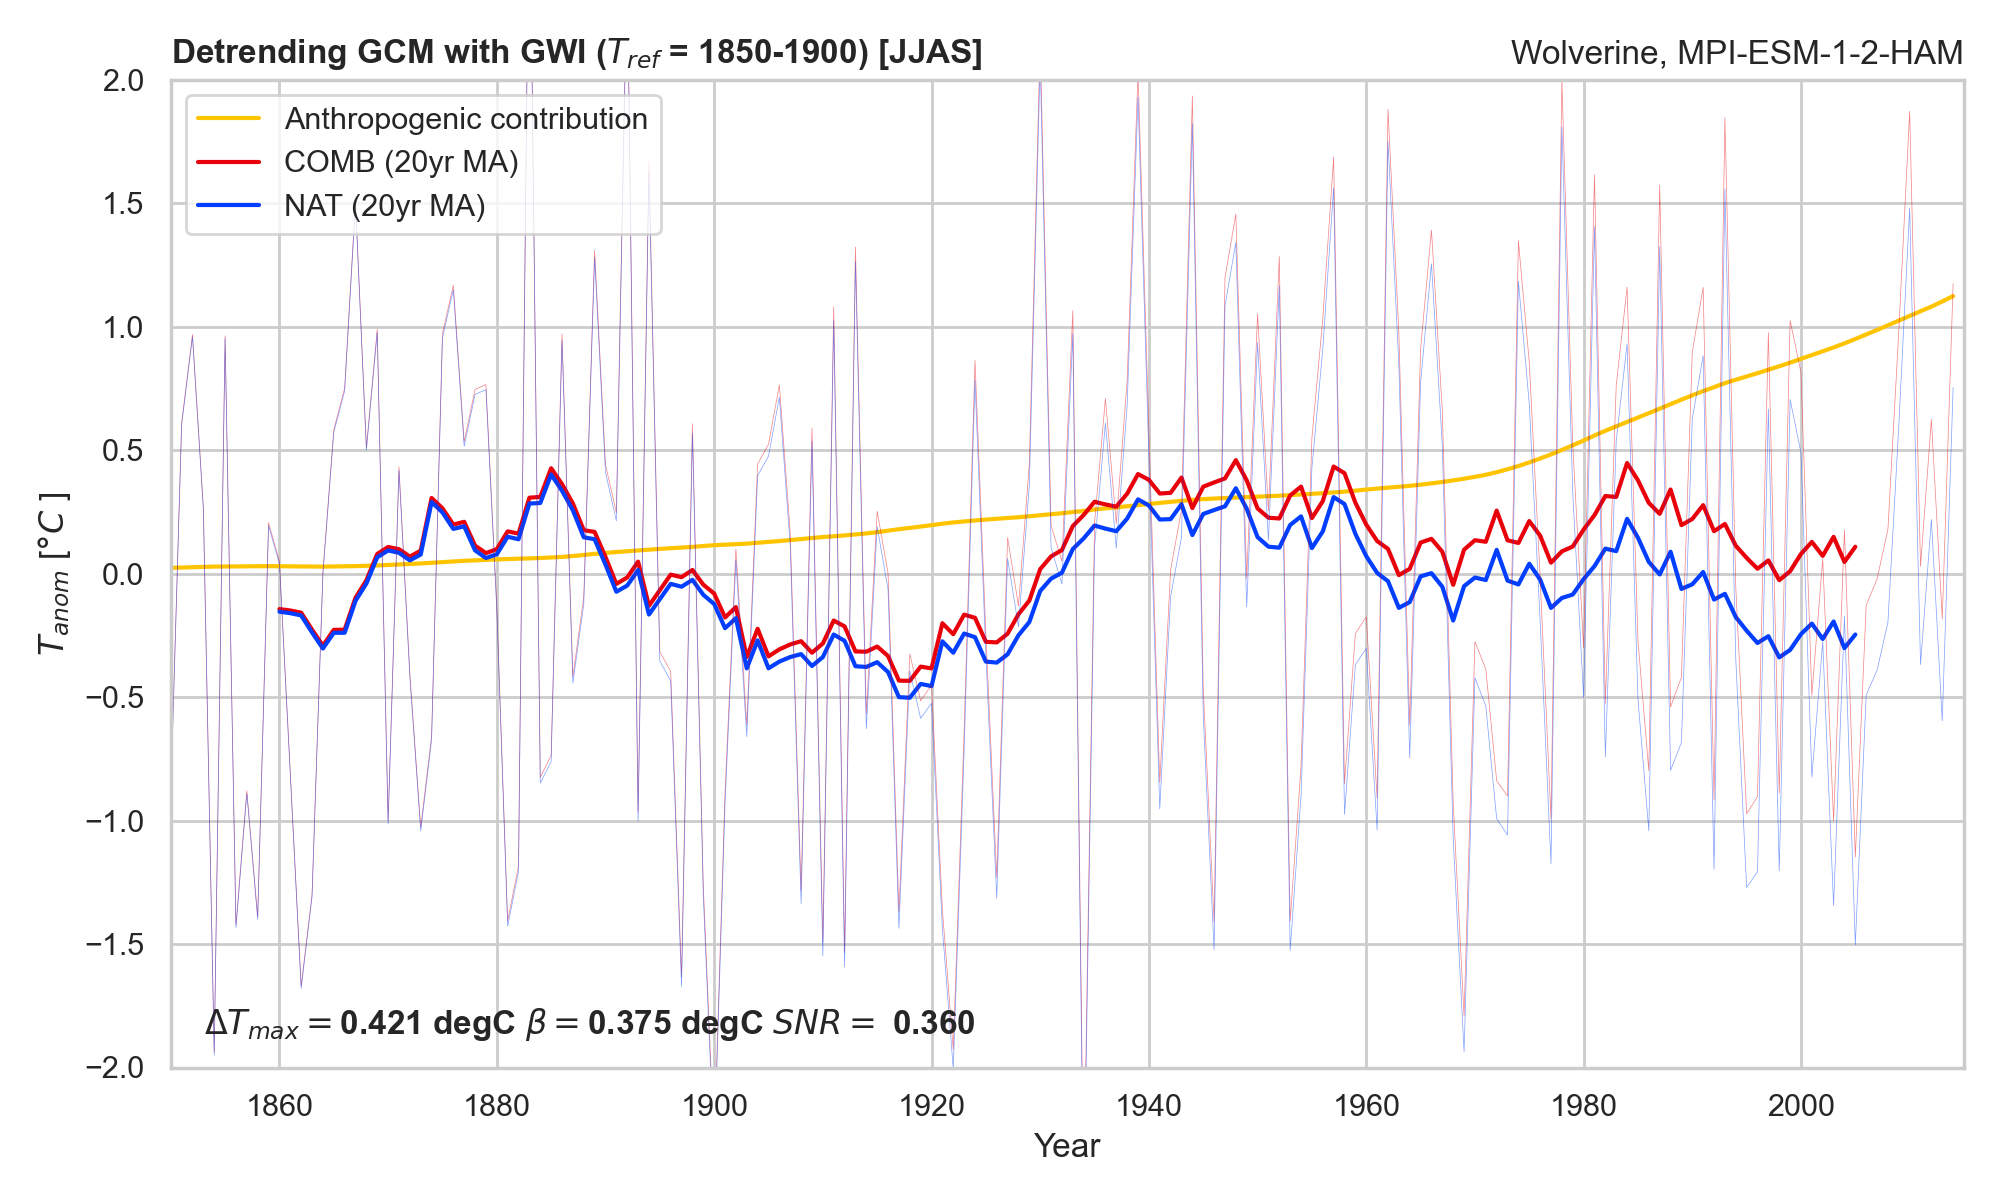 Detrending GCM with GWI (T_ref = 1850-1900) [JJAS]
Wolverine, MPI-ESM-1-2-HAM
Anthropogenic contribution
COMB (20yr MA)
NAT (20yr MA)
2.0
1.5
1.0
0.5
0.0
−0.5
−1.0
−1.5
−2.0
T_anom [°C ]
ΔT_max = 0.421 degC β = 0.375 degC SNR = 0.360
1860 1880 1900 1920 1940 1960 1980 2000
Year